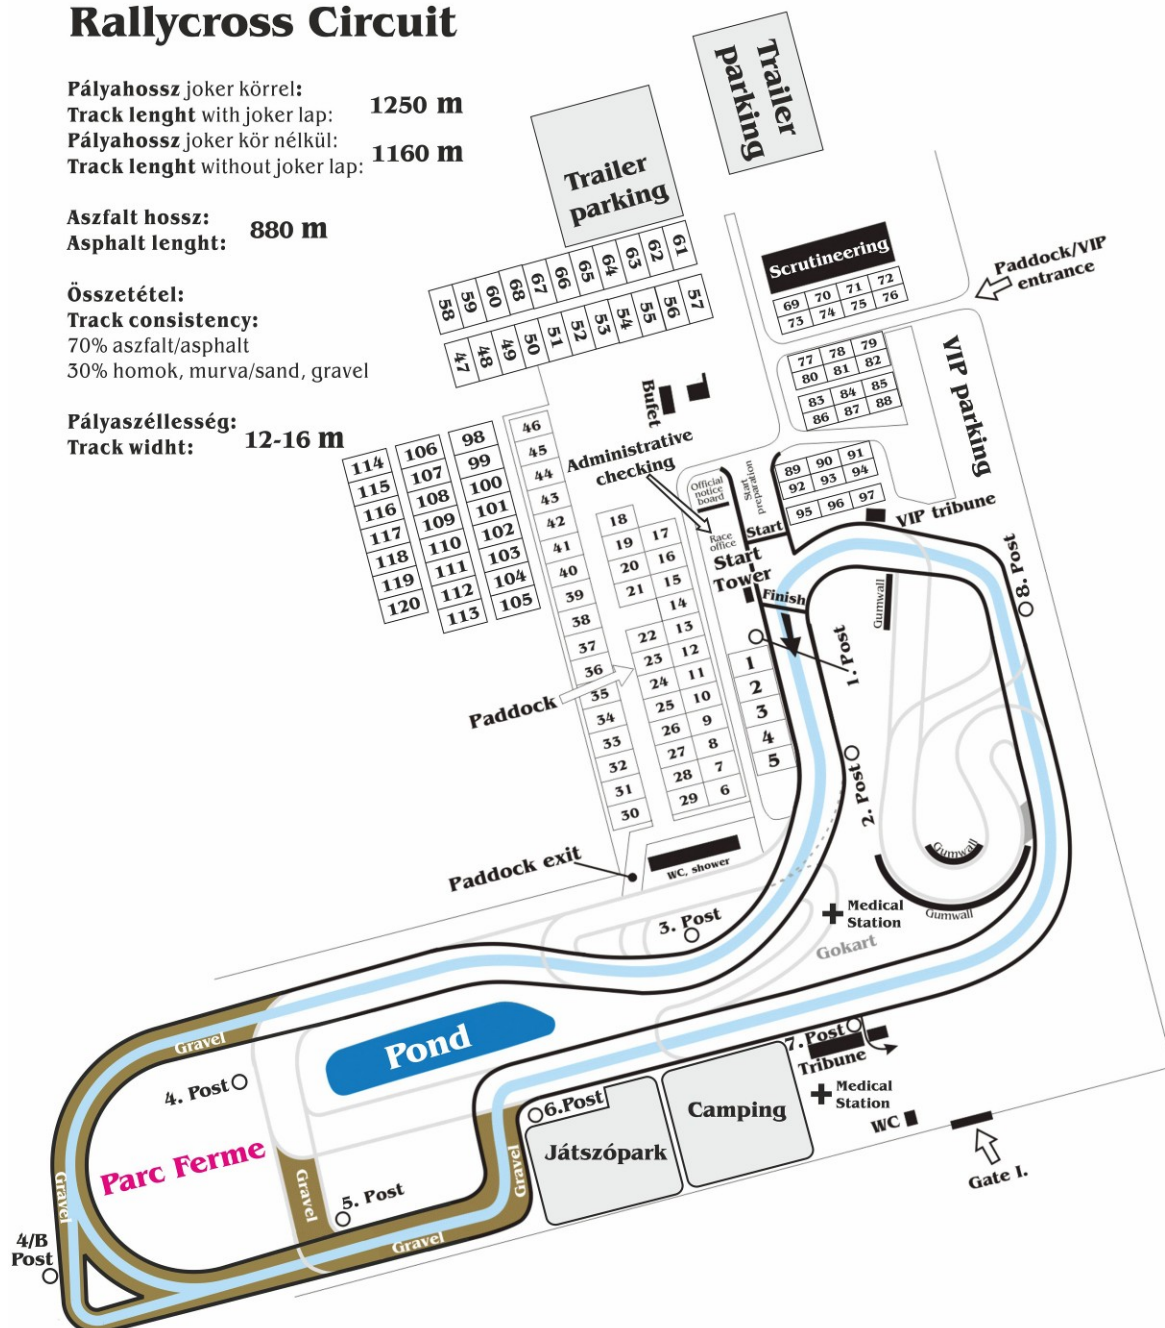 Rallycross Circuit
Pályahossz joker körrel:
Track lenght with joker lap:
1250 m
Pályahossz joker kör nélkül:
Track lenght without joker lap:
1160 m
Aszfalt hossz:
Asphalt lenght:
880 m
Összetétel:
Track consistency:
70% aszfalt/asphalt
30% homok, murva/sand, gravel
Pályaszéllesség:
Track widht:
12-16 m
Trailer
parking
Trailer
parking
58 59 60 68 67 66 65 64 63 62 61
47 48 49 50 51 52 53 54 55 56 57
Scrutineering
69 70 71 72
73 74 75 76
Paddock/VIP
entrance
77 78 79
80 81 82
83 84 85
86 87 88
VIP parking
Bufet
Administrative
checking
Official
notice
board
Start
preparation
89 90 91
92 93 94
95 96 97
VIP tribune
Race
office
Start
Start
Tower
Finish
114
115
116
117
118
119
120
106
107
108
109
110
111
112
113
98
99
100
101
102
103
104
105
46
45
44
43
42
41
40
39
38
37
36
35
34
33
32
31
30
18
19
20
21
17
16
15
14
13
12
11
10
9
8
7
6
22
23
24
25
26
27
28
29
1
2
3
4
5
Paddock
Gumwall
8. Post
1. Post
2. Post
Gumwall
Gumwall
Paddock exit
WC, shower
3. Post
Medical
Station
Gokart
Gravel
Pond
4. Post
7. Post
Tribune
Medical
Station
6.Post
Camping
WC
Játszópark
Gate I.
Parc Ferme
Gravel
Gravel
Gravel
5. Post
Gravel
4/B
Post